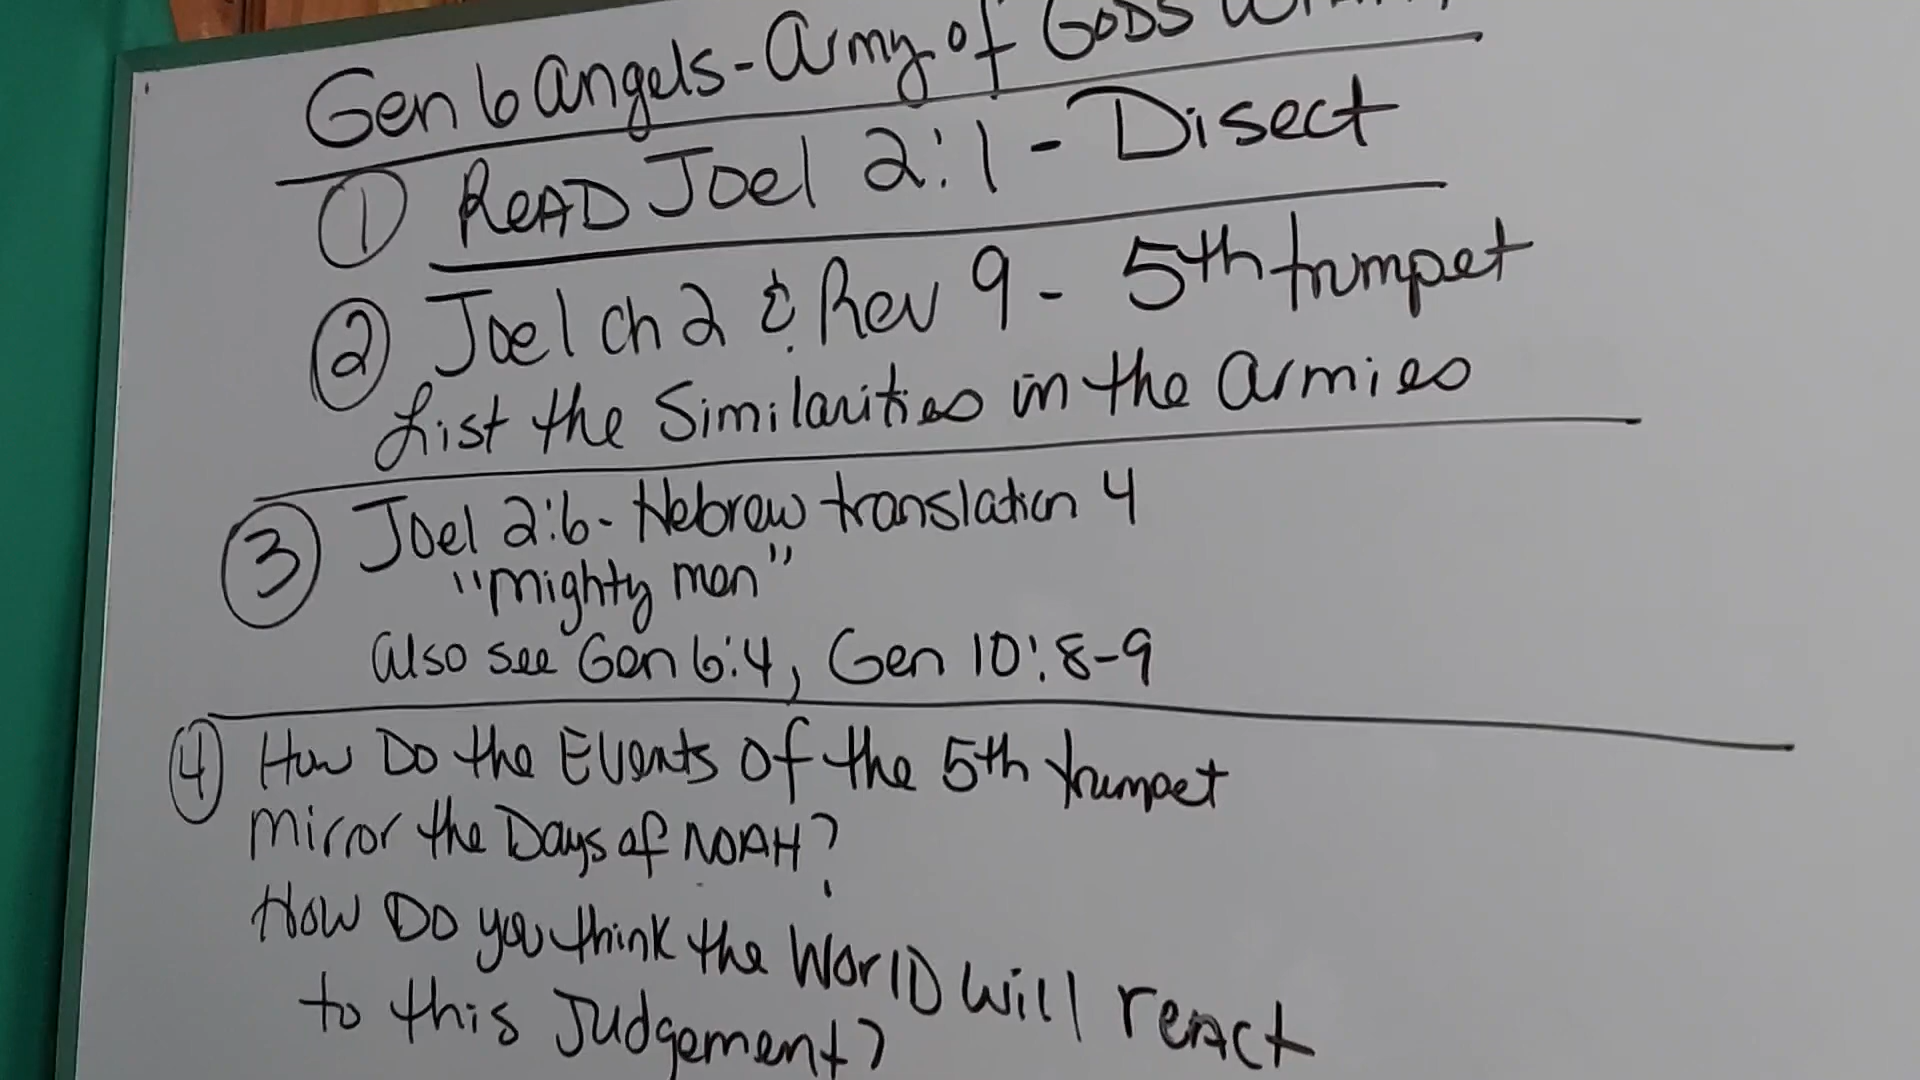 Gen 6 Angels - Army of GODS
① READ Joel 2:1 - Disect
② Joel ch 2 & Rev 9 - 5th trumpet
List the Similarities in the armies
③ Joel 2:6 - Hebrew translation 4
"mighty men"
also see Gen 6:4, Gen 10:8-9
④ How Do the Events of the 5th trumpet
mirror the Days of NOAH?
How Do you think the World will react
to this Judgement?